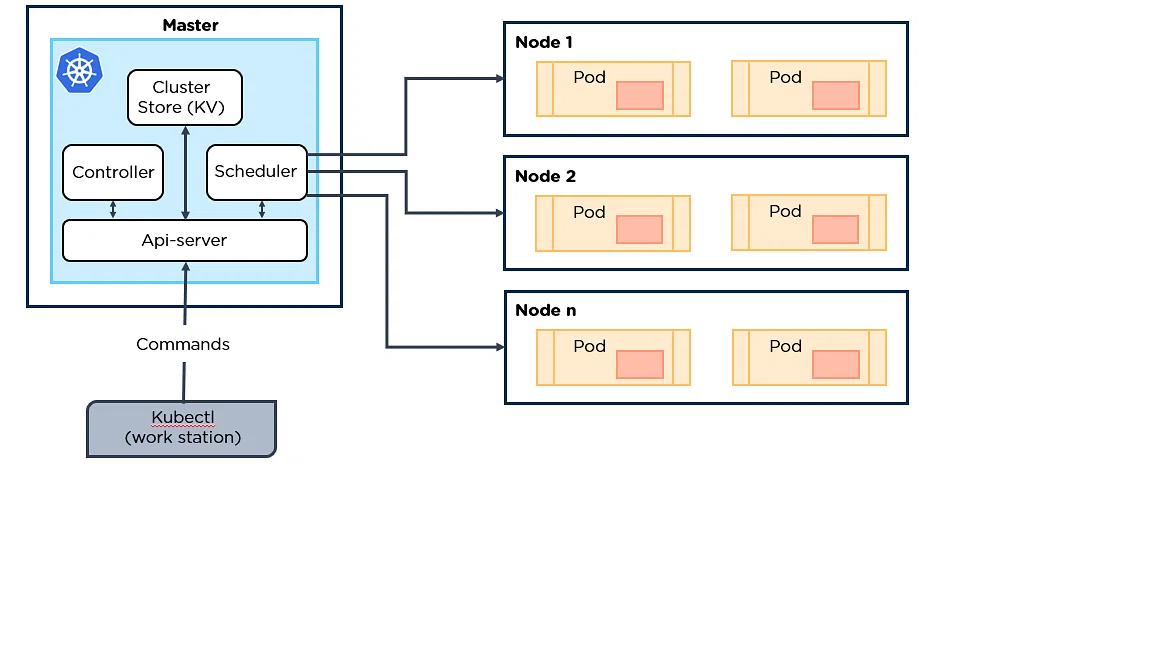 Master
Cluster
Store (KV)
Controller
Scheduler
Api-server
Commands
Kubectl
(work station)
Node 1
Pod
Pod
Node 2
Pod
Pod
Node n
Pod
Pod